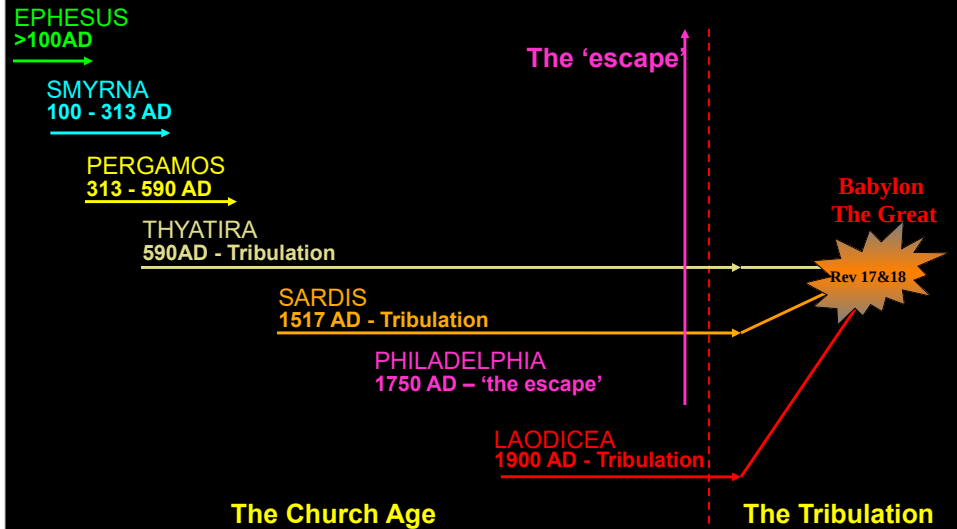 EPHESUS
>100AD
The ‘escape’
SMYRNA
100 - 313 AD
PERGAMOS
313 - 590 AD
Babylon
The Great
THYATIRA
590AD - Tribulation
Rev 17&18
SARDIS
1517 AD - Tribulation
PHILADELPHIA
1750 AD – ‘the escape’
LAODICEA
1900 AD - Tribulation
The Church Age
The Tribulation